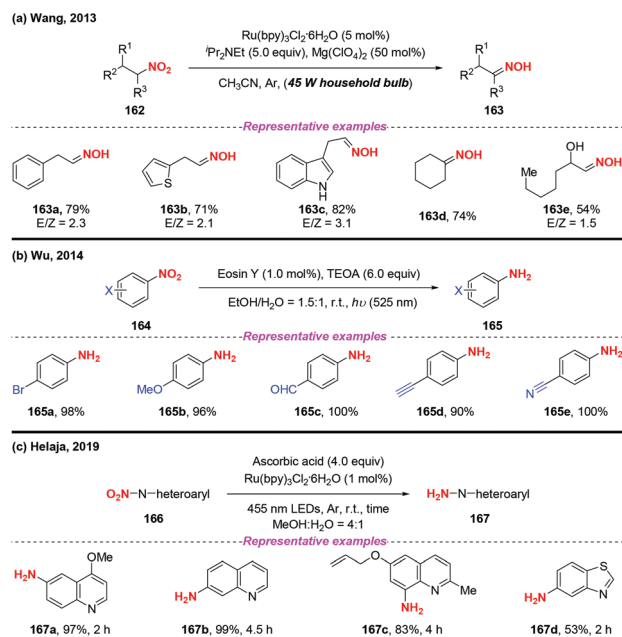 (a) Wang, 2013
Ru(bpy)3Cl2·6H2O (5 mol%)
iPr2NEt (5.0 equiv), Mg(ClO4)2 (50 mol%)
CH3CN, Ar, (45 W household bulb)
R1
R2
NO2
R3
162
R1
R2
NOH
R3
163
Representative examples
NOH
163a, 79%
E/Z = 2.3
S
NOH
163b, 71%
E/Z = 2.1
NOH
N
H
163c, 82%
E/Z = 3.1
NOH
163d, 74%
OH
Me
NOH
163e, 54%
E/Z = 1.5
(b) Wu, 2014
Eosin Y (1.0 mol%), TEOA (6.0 equiv)
EtOH/H2O = 1.5:1, r.t., hυ (525 nm)
X
NO2
164
X
NH2
165
Representative examples
Br
NH2
165a, 98%
MeO
NH2
165b, 96%
CHO
NH2
165c, 100%
NH2
165d, 90%
N
NH2
165e, 100%
(c) Helaja, 2019
Ascorbic acid (4.0 equiv)
Ru(bpy)3Cl2·6H2O (1 mol%)
455 nm LEDs, Ar, r.t., time
MeOH:H2O = 4:1
O2N–N–heteroaryl
166
H2N–N–heteroaryl
167
Representative examples
H2N
OMe
N
167a, 97%, 2 h
H2N
N
167b, 99%, 4.5 h
O
N
Me
NH2
167c, 83%, 4 h
H2N
S
N
167d, 53%, 2 h